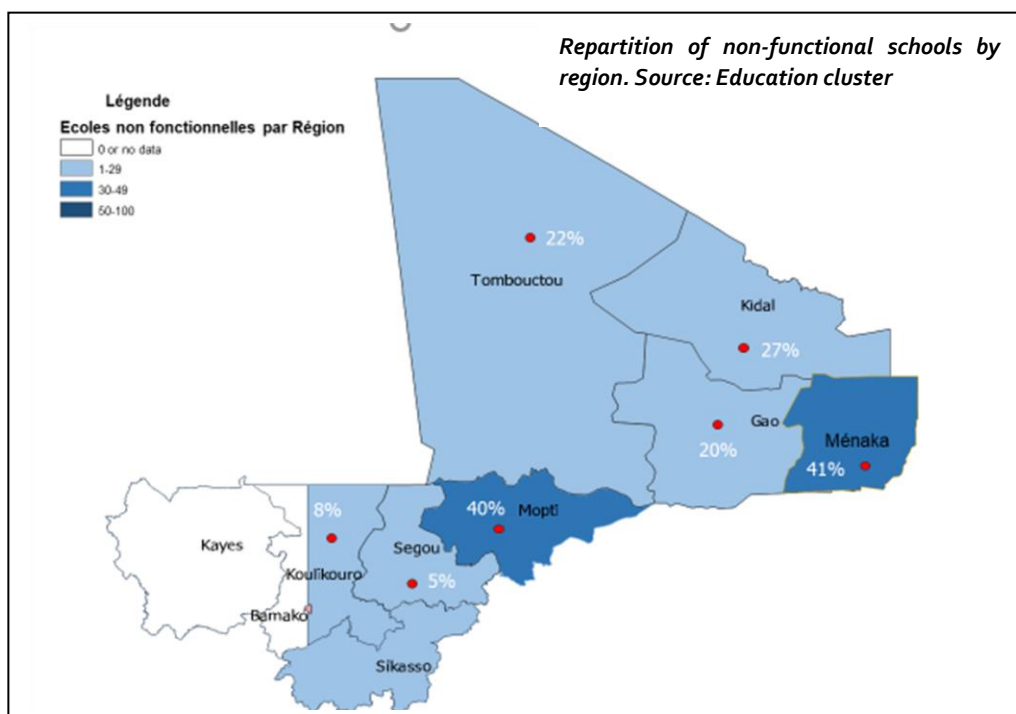 Repartition of non-functional schools by
region. Source: Education cluster
Légende
Ecoles non fonctionnelles par Région
0 or no data
1-29
30-49
50-100
22%
Tombouctou
Kidal
27%
Gao
20%
Ménaka
41%
40%
Mopti
8%
Kayes
Segou
Koulikouro
5%
Bamako
Sikasso